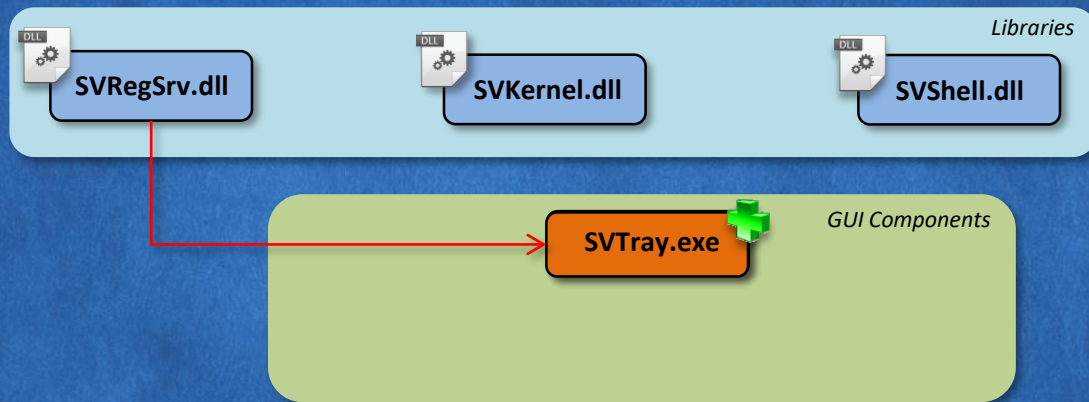 Libraries
DLL
SVRegSrv.dll
DLL
SVKernel.dll
DLL
SVShell.dll
GUI Components
SVTray.exe